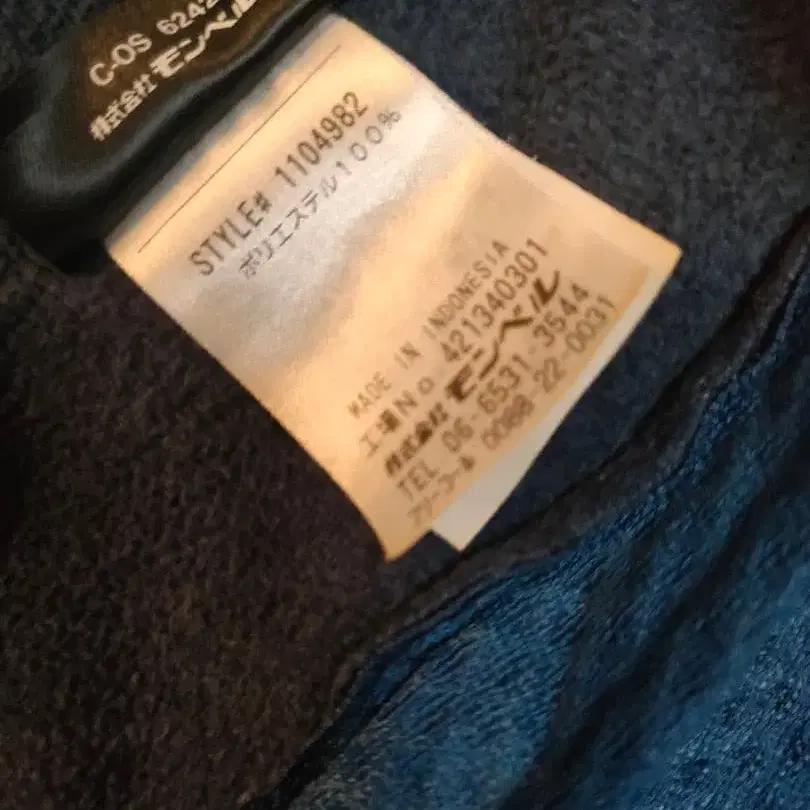 C-OS 6242
株式会社 モンベル
STYLE# 1104982
ポリエステル100%
MADE IN INDONESIA
工場No 421340301
株式会社 モンベル
TEL 06-6531-3544
フリーコール 0088-22-0031